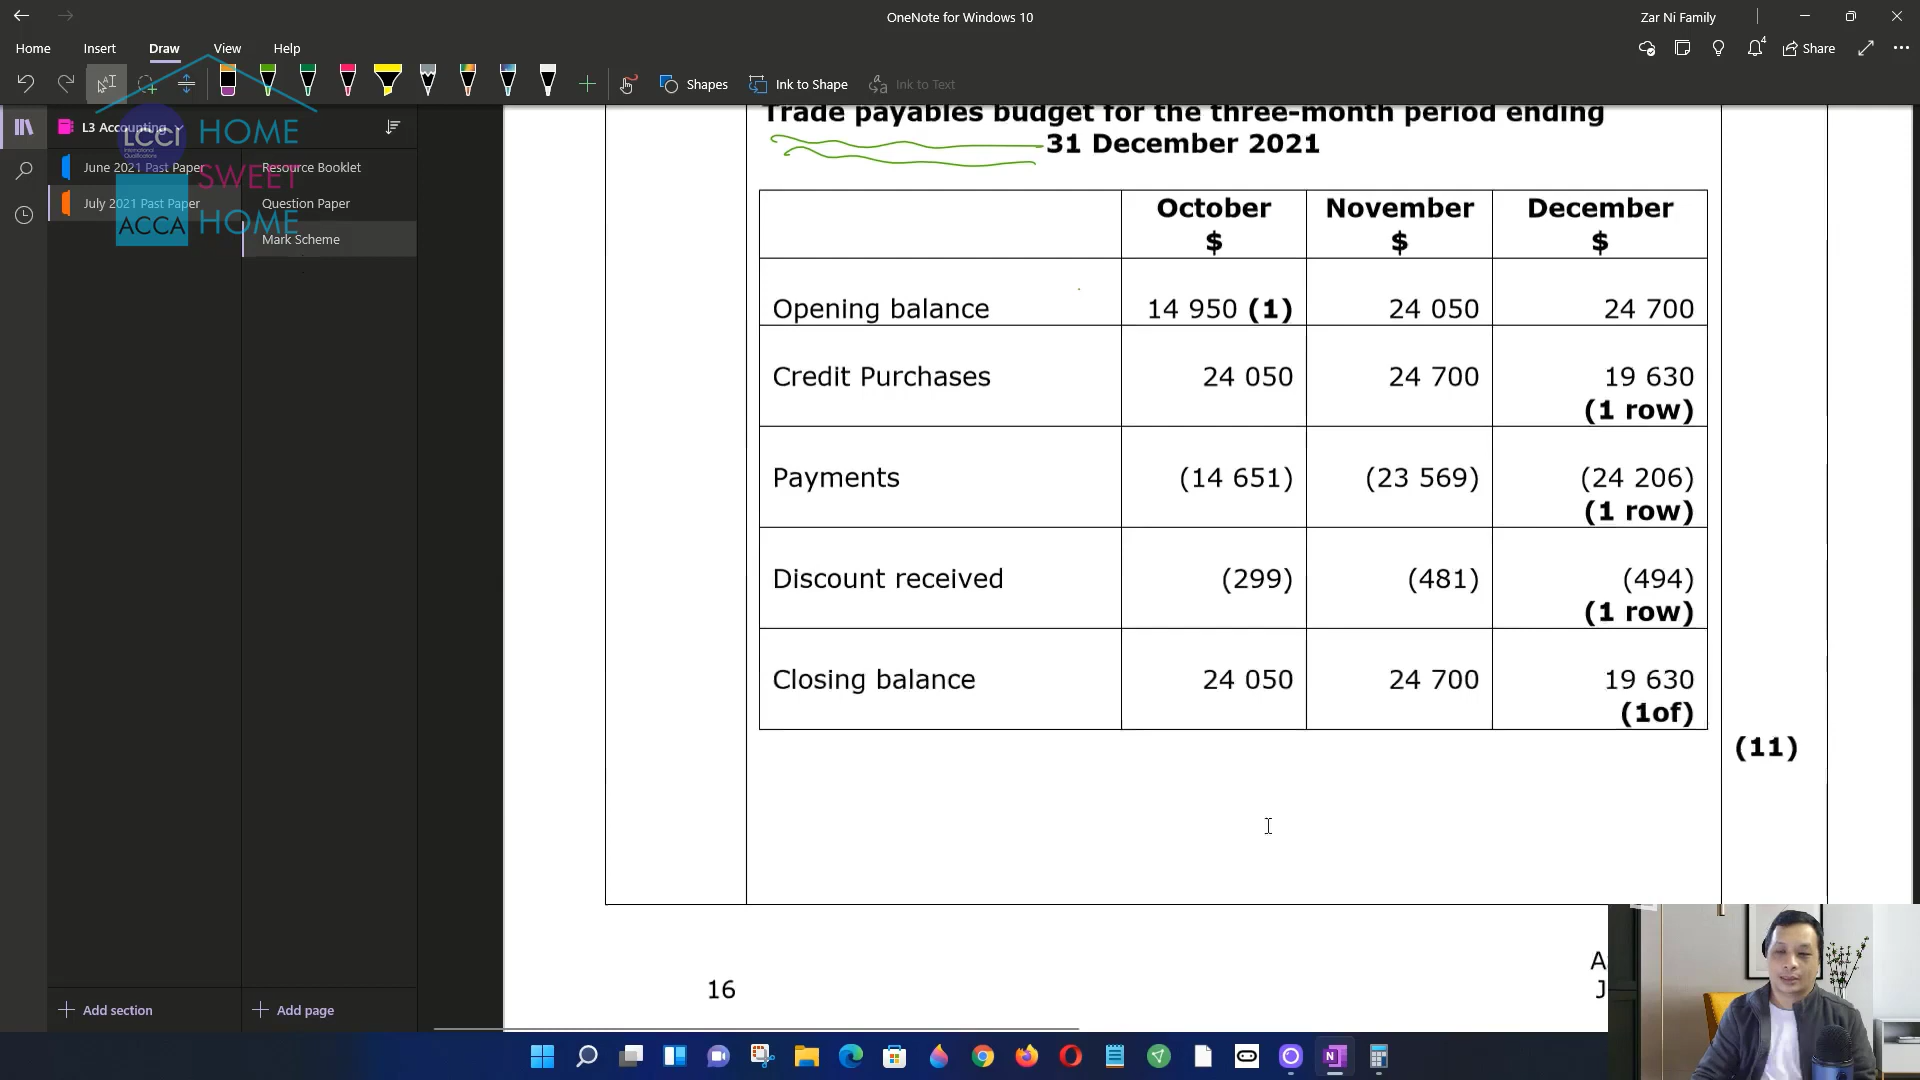 OneNote for Windows 10
Zar Ni Family
Home Insert Draw View Help
4
Share
Shapes
Ink to Shape
Ink to Text
L3 Accounting
LCCI
International
Qualifications
HOME
SWEET
HOME
ACCA
June 2021 Past Paper
July 2021 Past Paper
Resource Booklet
Question Paper
Mark Scheme
Add section
Add page
Trade payables budget for the three-month period ending
31 December 2021
October November December
$ $ $
Opening balance 14 950 (1) 24 050 24 700
Credit Purchases 24 050 24 700 19 630
(1 row)
Payments (14 651) (23 569) (24 206)
(1 row)
Discount received (299) (481) (494)
(1 row)
Closing balance 24 050 24 700 19 630
(1of)
(11)
16
A
J
N